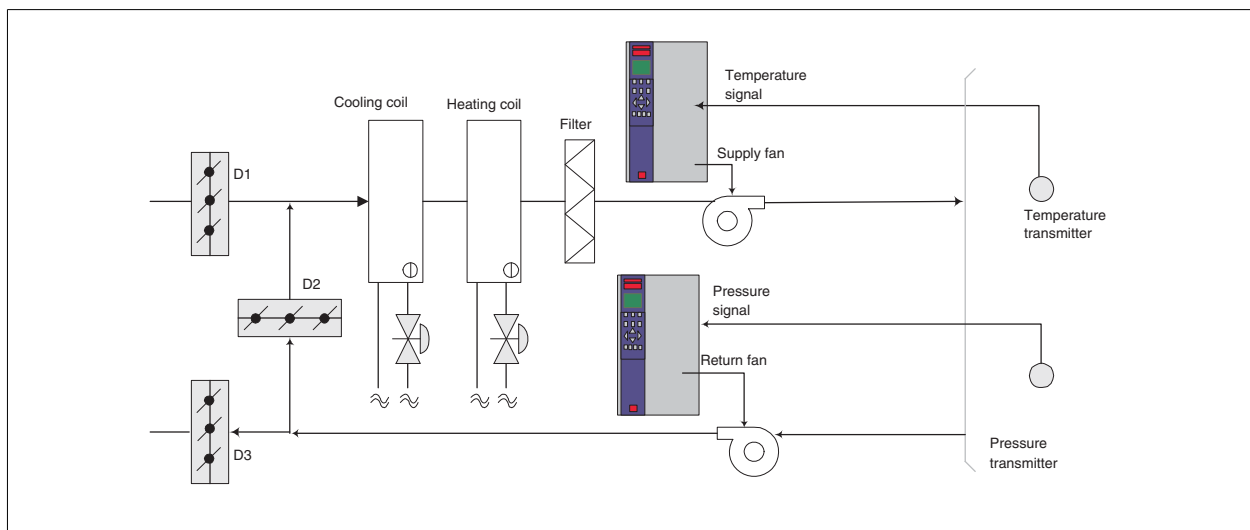 Cooling coil
Heating coil
Filter
Temperature
signal
Supply fan
D1
Temperature
transmitter
D2
Pressure
signal
Return fan
D3
Pressure
transmitter